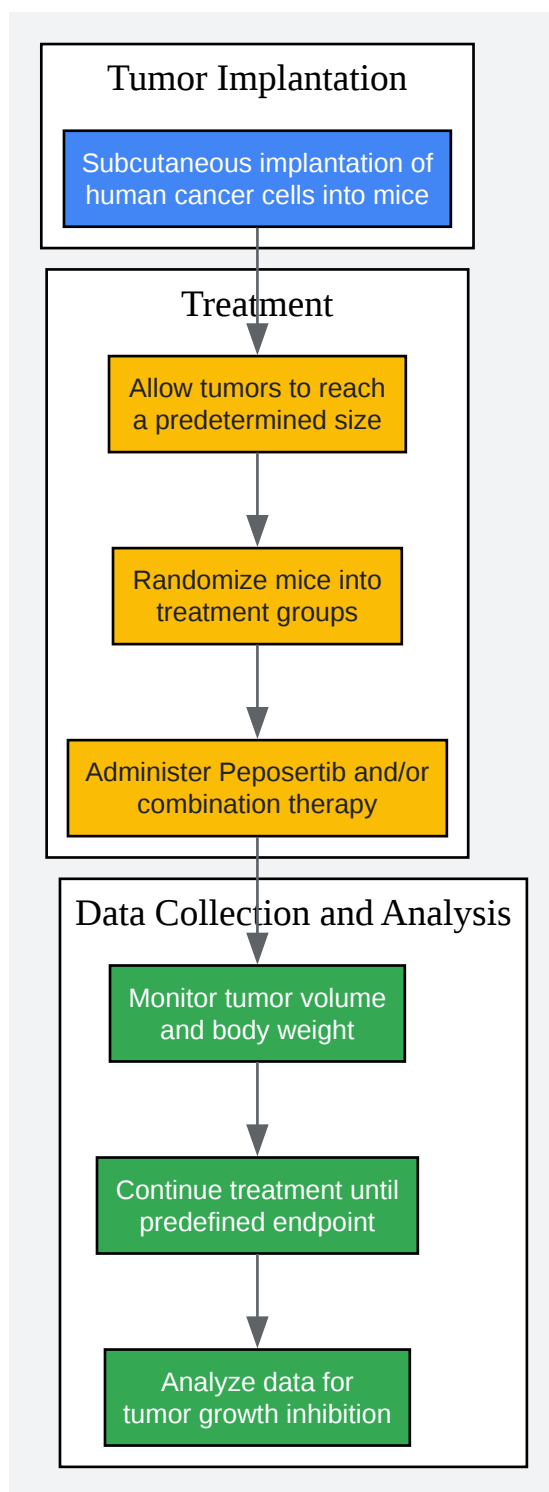 Tumor Implantation
Subcutaneous implantation of
human cancer cells into mice
Treatment
Allow tumors to reach
a predetermined size
Randomize mice into
treatment groups
Administer Peposertib and/or
combination therapy
Data Collection and Analysis
Monitor tumor volume
and body weight
Continue treatment until
predefined endpoint
Analyze data for
tumor growth inhibition